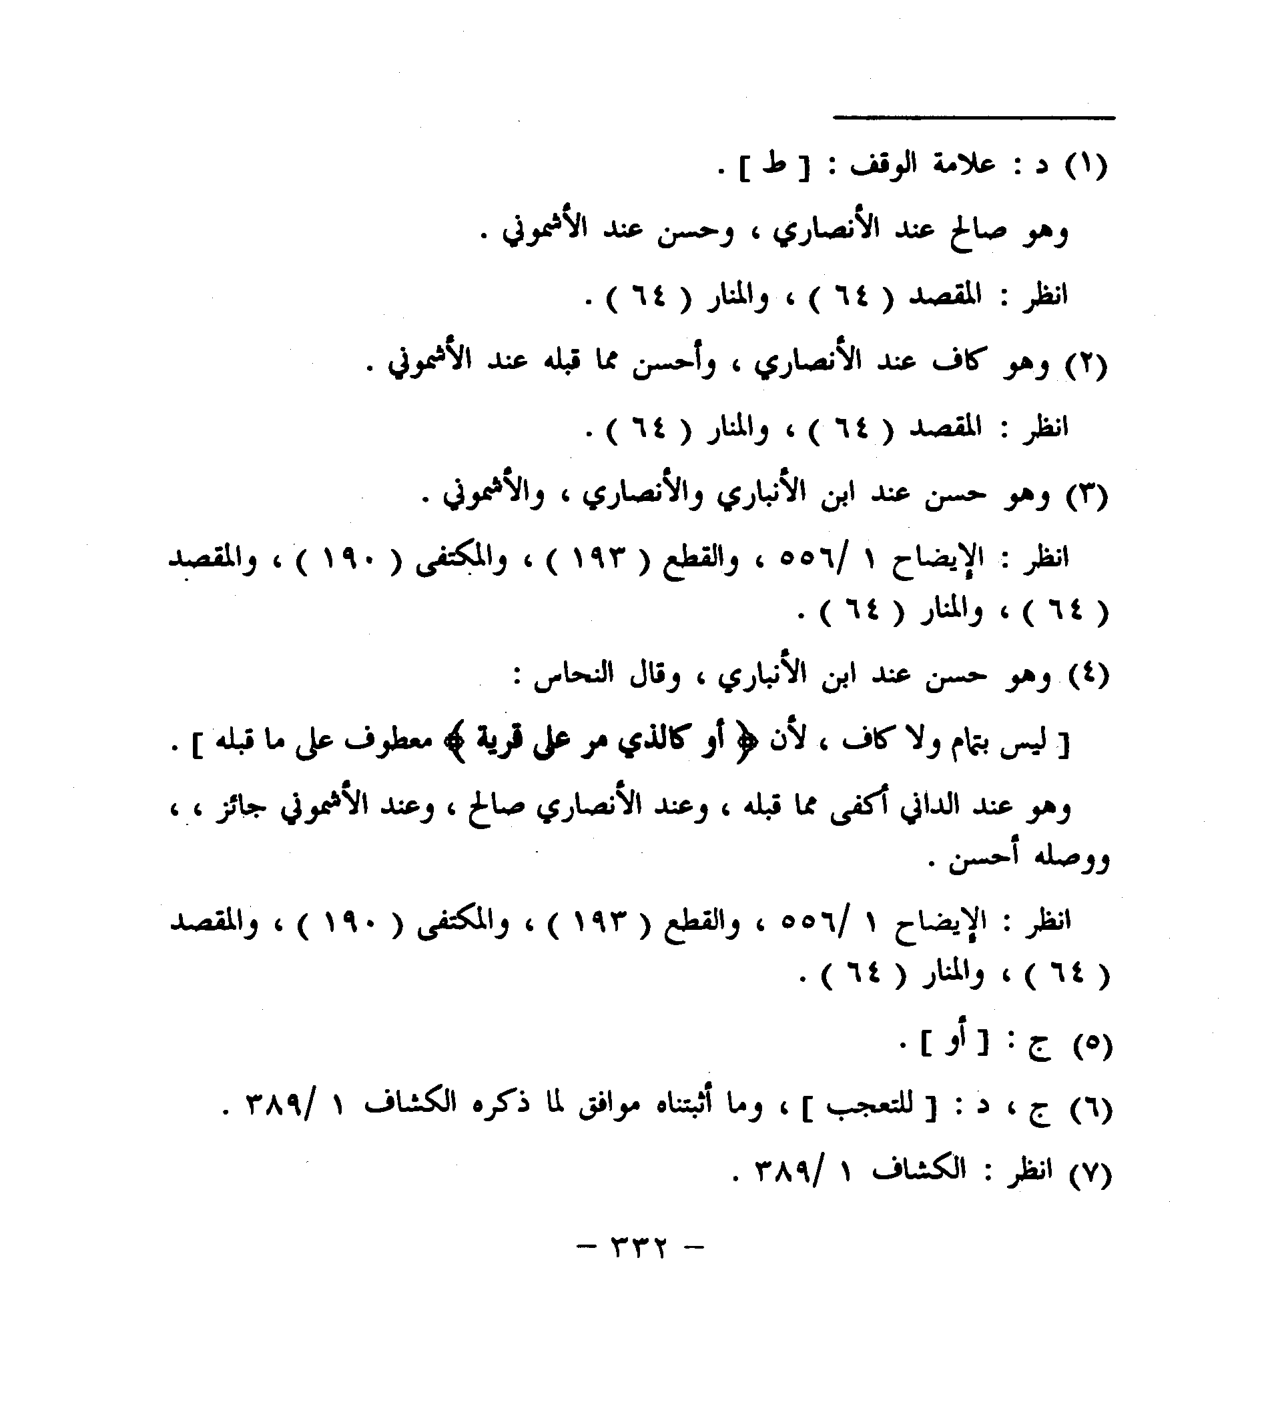 (١) د : علامة الوقف : [ ط ] .
وهو صالح عند الأنصاري ، وحسن عند الأشموني .
انظر : المقصد ( ٦٤ ) ، والمنار ( ٦٤ ) .
(٢) وهو كاف عند الأنصاري ، وأحسن مما قبله عند الأشموني .
انظر : المقصد ( ٦٤ ) ، والمنار ( ٦٤ ) .
(٣) وهو حسن عند ابن الأنباري والأنصاري ، والأشموني .
انظر : الإيضاح ١ /٥٥٦ ، والقطع ( ١٩٣ ) ، والمكتفى ( ١٩٠ ) ، والمقصد
( ٦٤ ) ، والمنار ( ٦٤ ) .
(٤) وهو حسن عند ابن الأنباري ، وقال النحاس :
[ ليس بتمام ولا كاف ، لأن ﴿ أو كالذي مر على قرية ﴾ معطوف على ما قبله ] .
وهو عند الداني أكفى مما قبله ، وعند الأنصاري صالح ، وعند الأشموني جائز ، ،
ووصله أحسن .
انظر : الإيضاح ١ /٥٥٦ ، والقطع ( ١٩٣ ) ، والمكتفى ( ١٩٠ ) ، والمقصد
( ٦٤ ) ، والمنار ( ٦٤ ) .
(٥) ج : [ أو ] .
(٦) ج ، د : [ للتعجب ] ، وما أثبتناه موافق لما ذكره الكشاف ١ /٣٨٩ .
(٧) انظر : الكشاف ١ /٣٨٩ .
– ٣٣٢ –